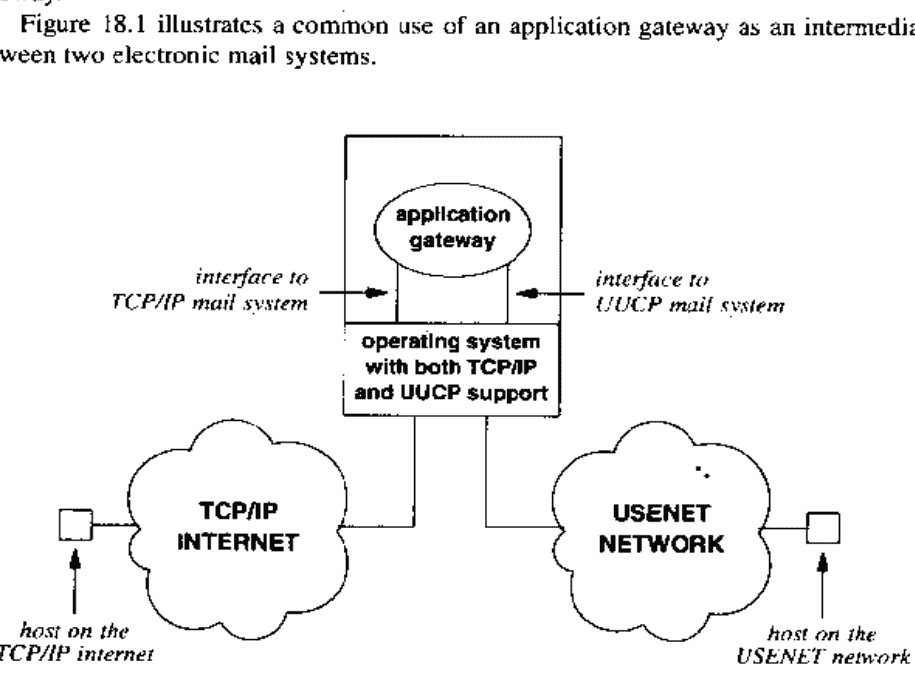 Figure 18.1 illustrates a common use of an application gateway as an intermedia
ween two electronic mail systems.
application
gateway
interface to
TCP/IP mail system
interface to
UUCP mail system
operating system
with both TCP/IP
and UUCP support
TCP/IP
INTERNET
USENET
NETWORK
host on the
TCP/IP internet
host on the
USENET network